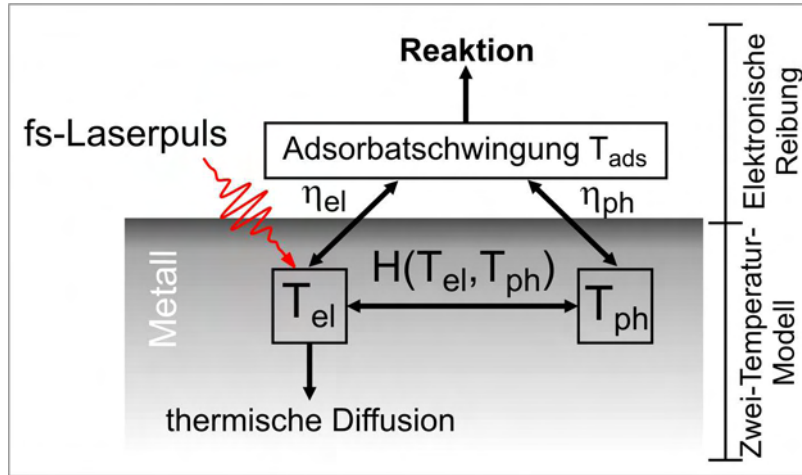 Reaktion
fs-Laserpuls
Adsorbatschwingung T_ads
η_el
η_ph
Elektronische
Reibung
Metall
H(T_el,T_ph)
T_el
T_ph
thermische Diffusion
Zwei-Temperatur-
Modell